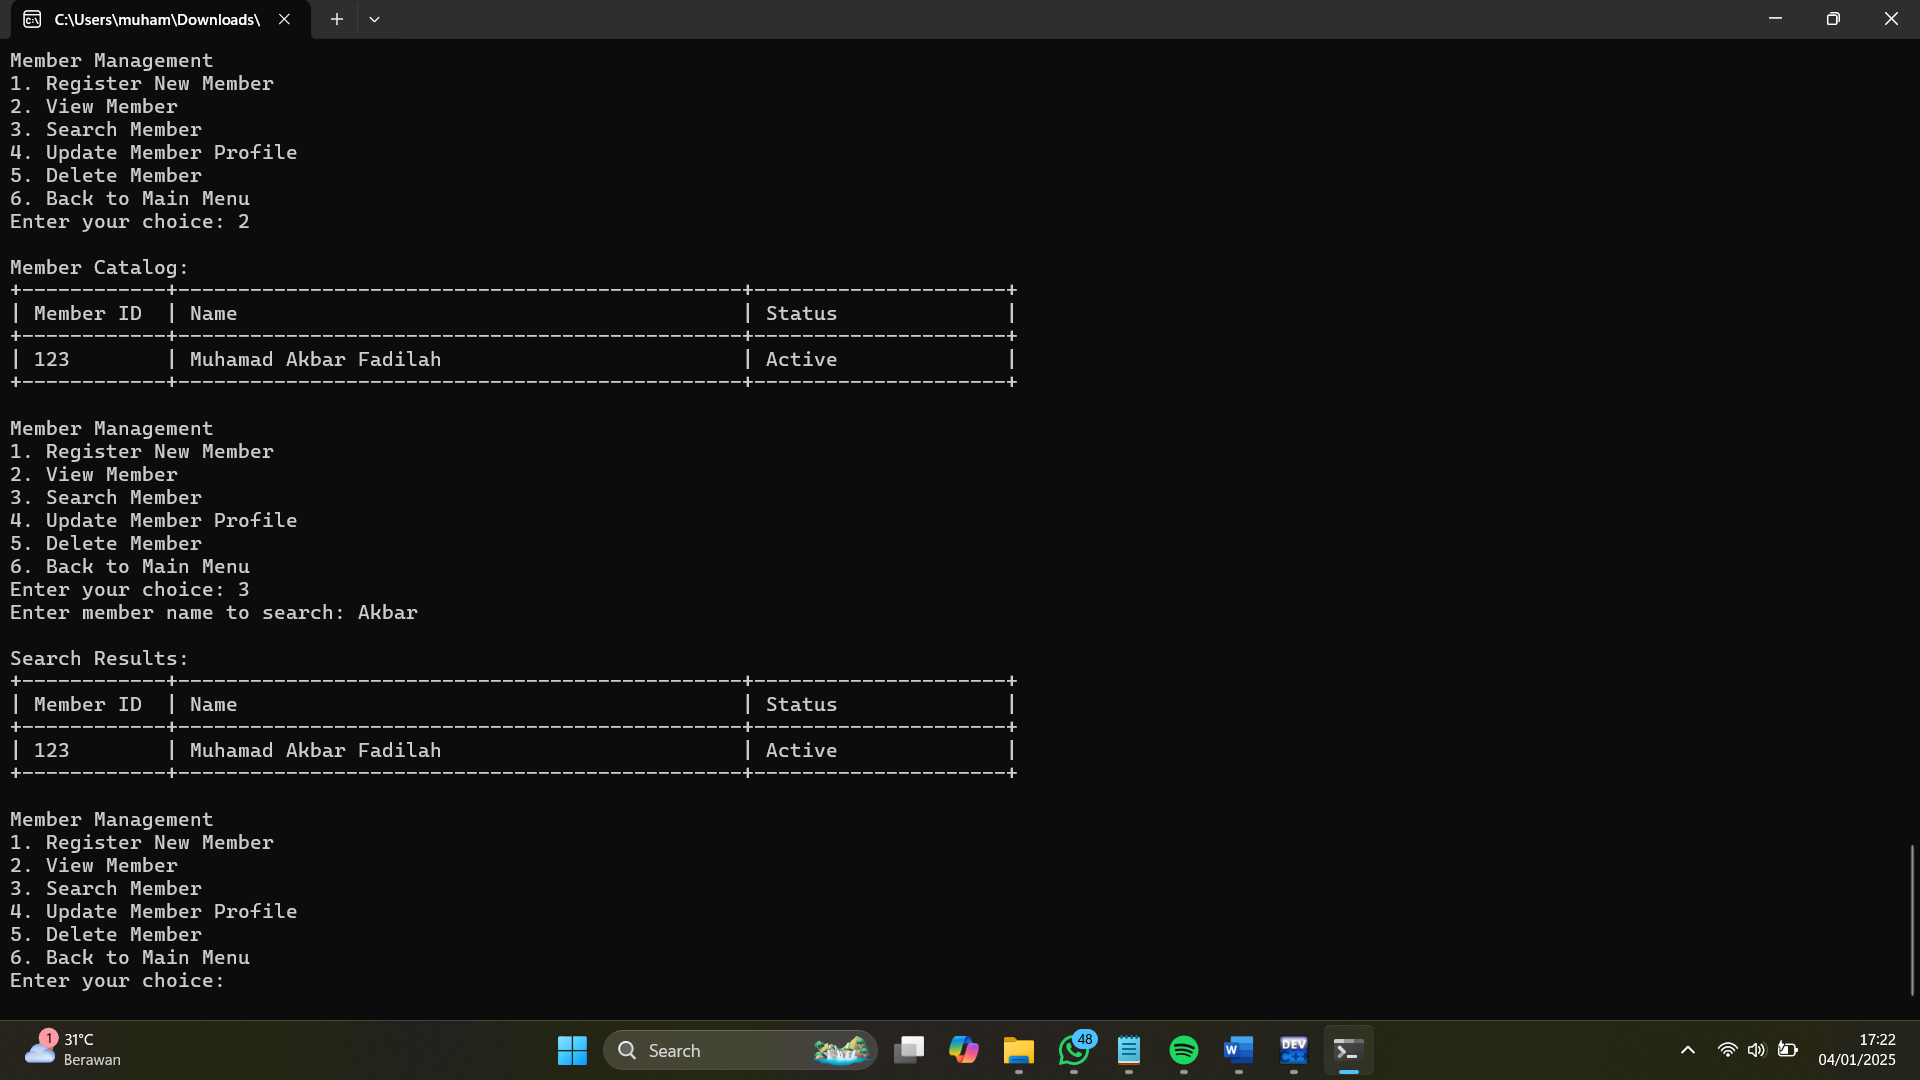 C:\Users\muham\Downloads\
Member Management
1. Register New Member
2. View Member
3. Search Member
4. Update Member Profile
5. Delete Member
6. Back to Main Menu
Enter your choice: 2
Member Catalog:
+------------+-----------------------------------------------+---------------------+
| Member ID  | Name                                          | Status              |
+------------+-----------------------------------------------+---------------------+
| 123        | Muhamad Akbar Fadilah                         | Active              |
+------------+-----------------------------------------------+---------------------+
Member Management
1. Register New Member
2. View Member
3. Search Member
4. Update Member Profile
5. Delete Member
6. Back to Main Menu
Enter your choice: 3
Enter member name to search: Akbar
Search Results:
+------------+-----------------------------------------------+---------------------+
| Member ID  | Name                                          | Status              |
+------------+-----------------------------------------------+---------------------+
| 123        | Muhamad Akbar Fadilah                         | Active              |
+------------+-----------------------------------------------+---------------------+
Member Management
1. Register New Member
2. View Member
3. Search Member
4. Update Member Profile
5. Delete Member
6. Back to Main Menu
Enter your choice:
1
31°C
Berawan
Search
48
W
DEV
17:22
04/01/2025